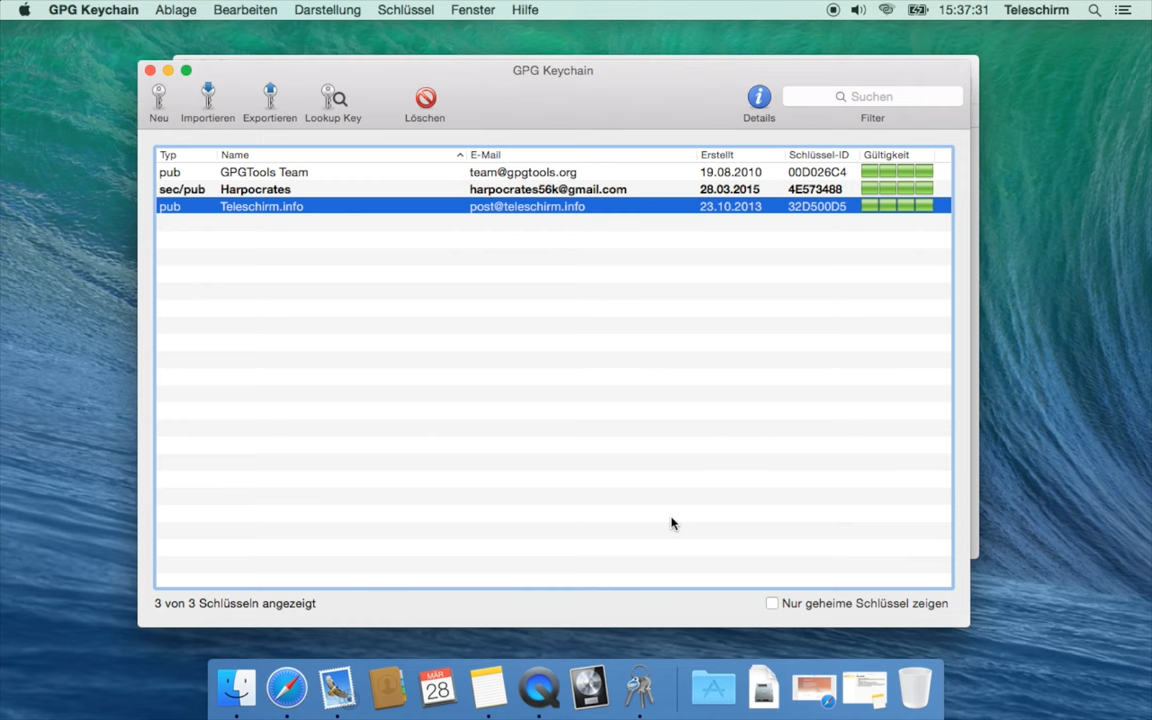 GPG Keychain Ablage Bearbeiten Darstellung Schlüssel Fenster Hilfe 15:37:31 Teleschirm
GPG Keychain
Neu Importieren Exportieren Lookup Key Löschen Details Suchen
Filter
Typ Name E-Mail Erstellt Schlüssel-ID Gültigkeit
pub GPGTools Team team@gpgtools.org 19.08.2010 00D026C4
sec/pub Harpocrates harpocrates56k@gmail.com 28.03.2015 4E573488
pub Teleschirm.info post@teleschirm.info 23.10.2013 32D500D5
3 von 3 Schlüsseln angezeigt Nur geheime Schlüssel zeigen
MÄR
28